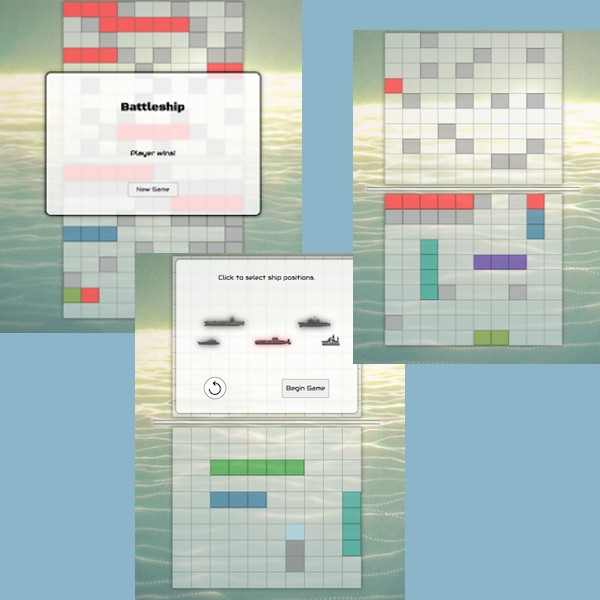 Battleship
Player wins!
New Game
Click to select ship positions.
Begin Game